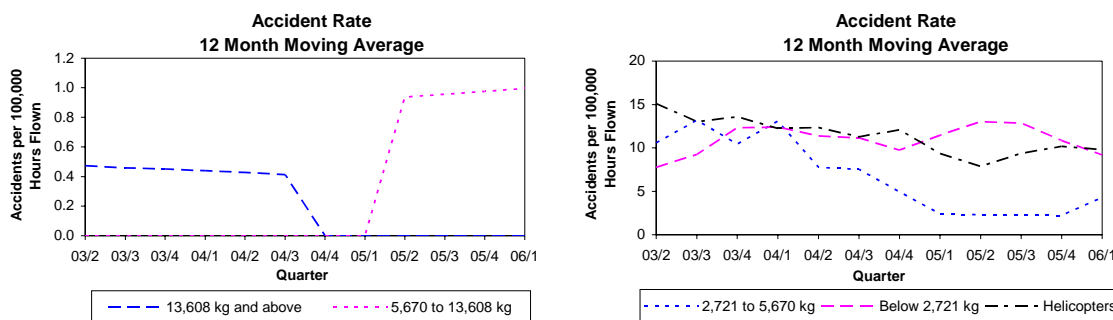 Accident Rate
12 Month Moving Average
Accidents per 100,000
Hours Flown
1.2
1.0
0.8
0.6
0.4
0.2
0.0
03/2 03/3 03/4 04/1 04/2 04/3 04/4 05/1 05/2 05/3 05/4 06/1
Quarter
13,608 kg and above 5,670 to 13,608 kg
Accident Rate
12 Month Moving Average
Accidents per 100,000
Hours Flown
20
15
10
5
0
03/2 03/3 03/4 04/1 04/2 04/3 04/4 05/1 05/2 05/3 05/4 06/1
Quarter
2,721 to 5,670 kg Below 2,721 kg Helicopters